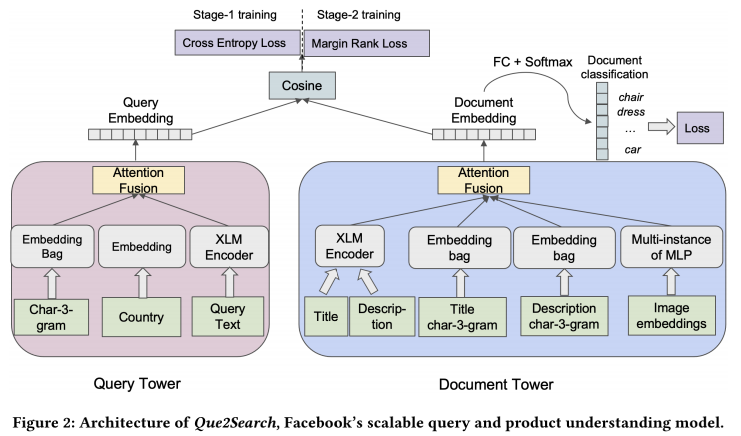 Stage-1 training
Stage-2 training
Cross Entropy Loss
Margin Rank Loss
Cosine
FC + Softmax
Document
classification
chair
dress
...
car
Loss
Query
Embedding
Document
Embedding
Attention
Fusion
Attention
Fusion
Embedding
Bag
Embedding
XLM
Encoder
XLM
Encoder
Embedding
bag
Embedding
bag
Multi-instance
of MLP
Char-3-
gram
Country
Query
Text
Title
Descrip-
tion
Title
char-3-gram
Description
char-3-gram
Image
embeddings
Query Tower
Document Tower
Figure 2: Architecture of Que2Search, Facebook's scalable query and product understanding model.